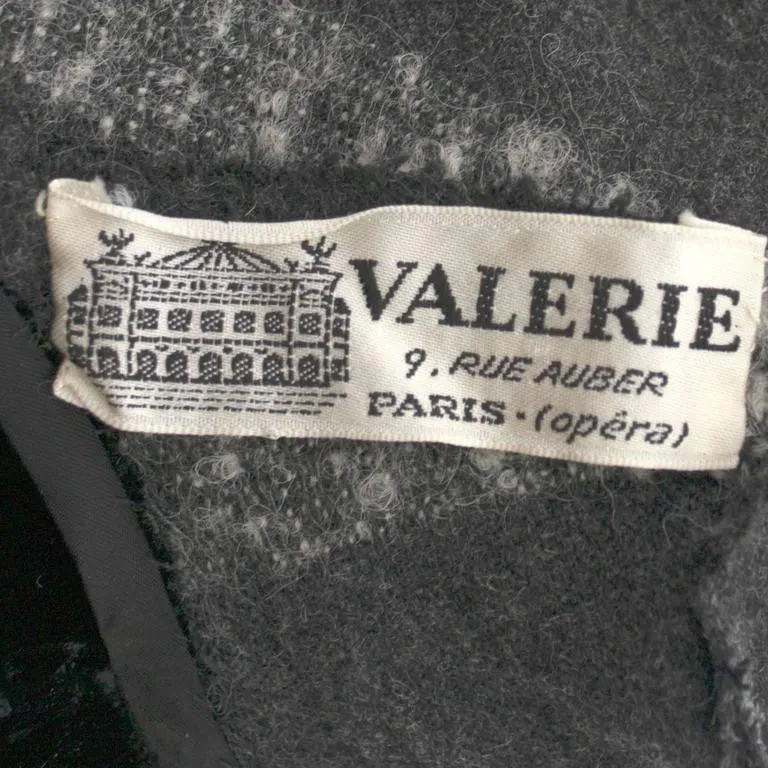 VALERIE
9. RUE AUBER
PARIS · (opéra)